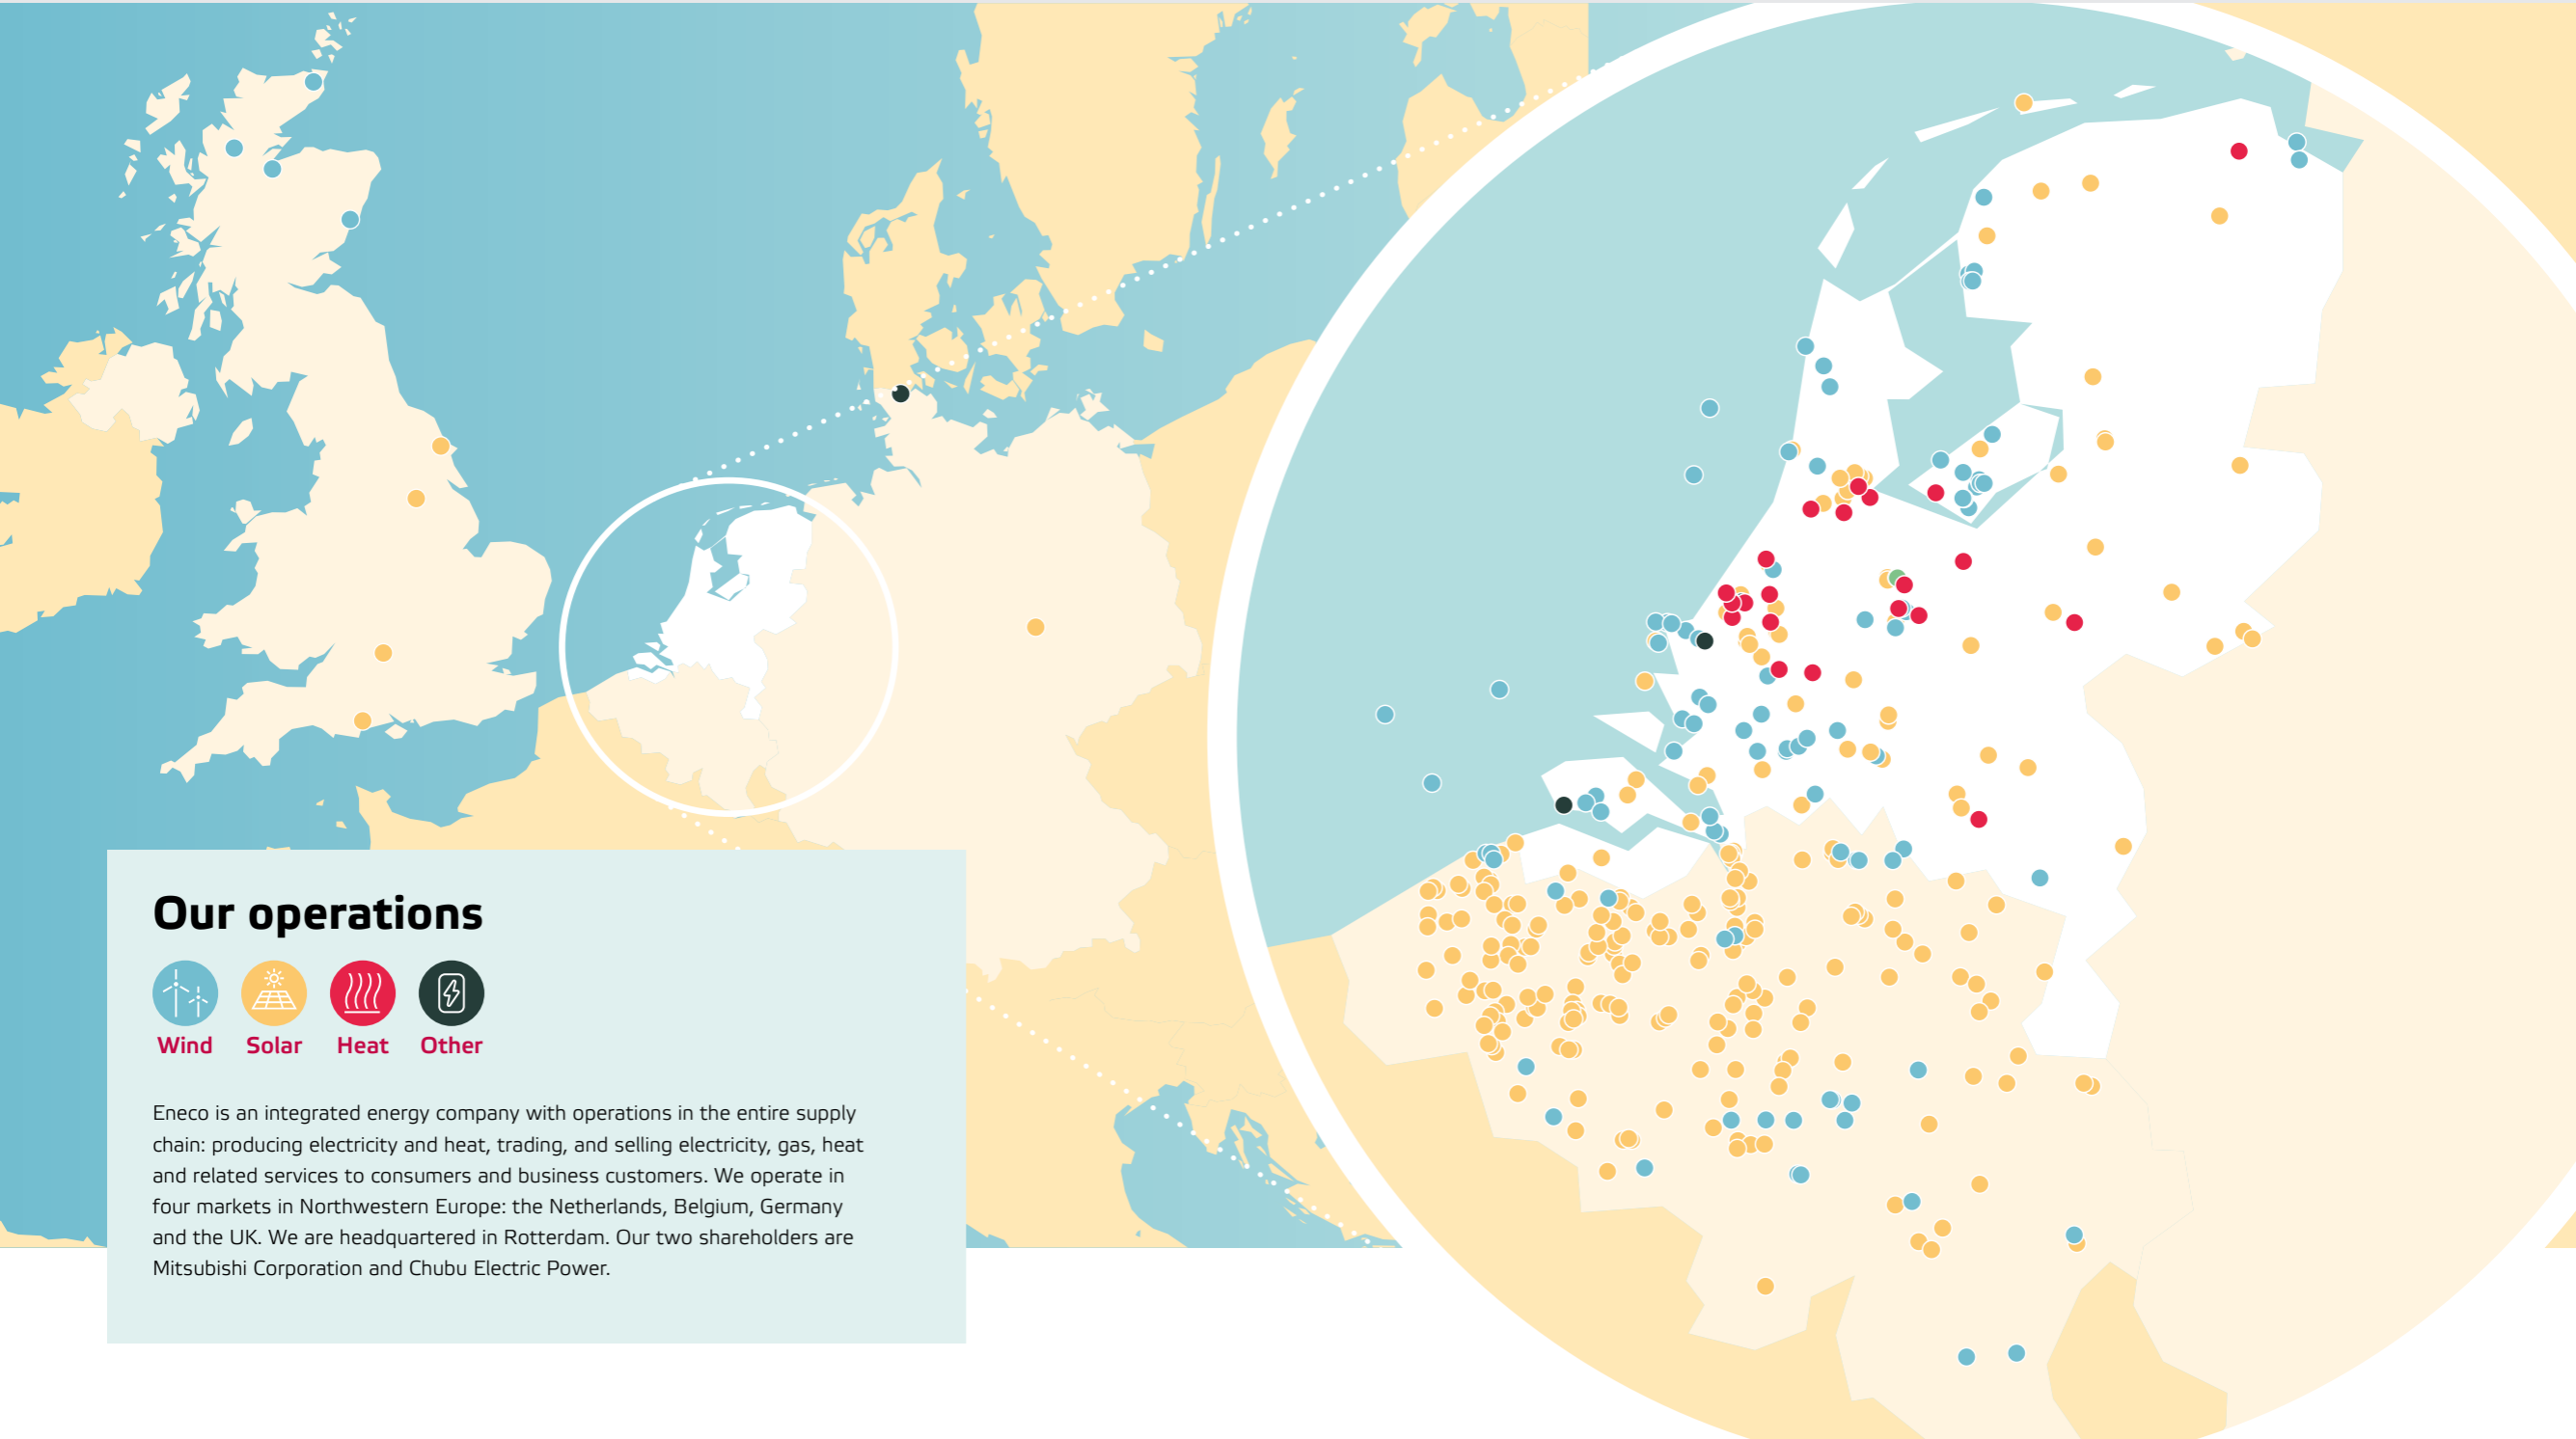 Our operations
Wind Solar Heat Other
Eneco is an integrated energy company with operations in the entire supply
chain: producing electricity and heat, trading, and selling electricity, gas, heat
and related services to consumers and business customers. We operate in
four markets in Northwestern Europe: the Netherlands, Belgium, Germany
and the UK. We are headquartered in Rotterdam. Our two shareholders are
Mitsubishi Corporation and Chubu Electric Power.